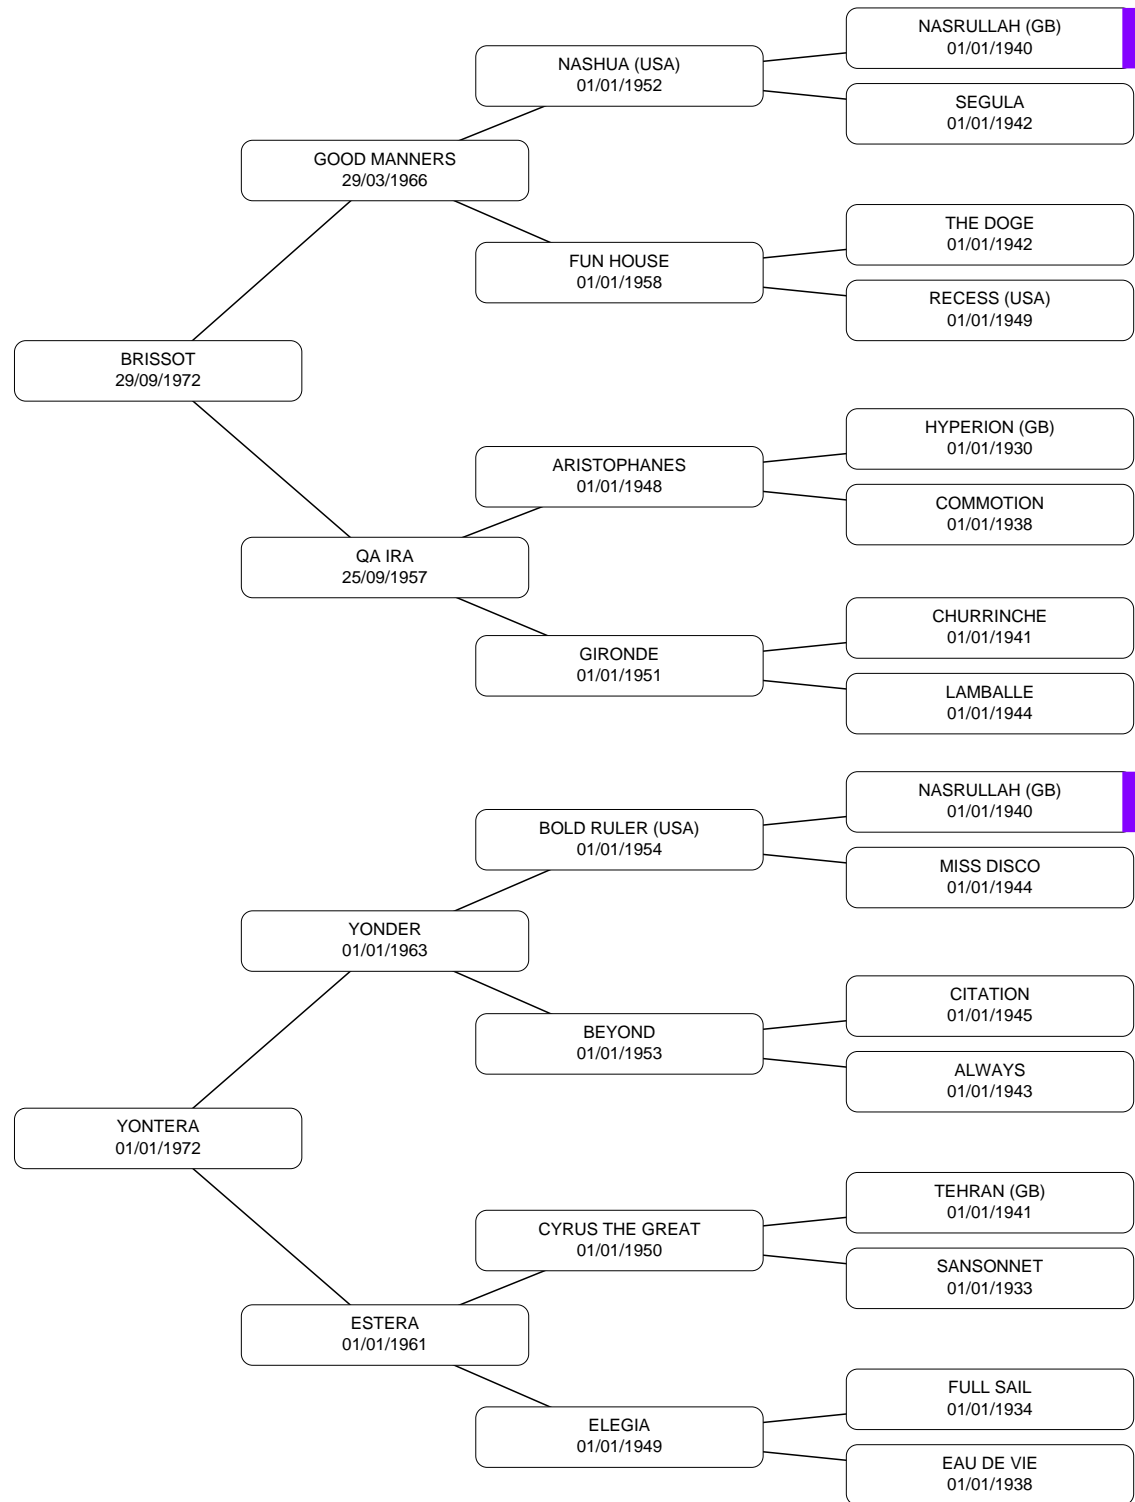 NASRULLAH (GB)
01/01/1940
NASHUA (USA)
01/01/1952
SEGULA
01/01/1942
GOOD MANNERS
29/03/1966
THE DOGE
01/01/1942
FUN HOUSE
01/01/1958
RECESS (USA)
01/01/1949
BRISSOT
29/09/1972
HYPERION (GB)
01/01/1930
ARISTOPHANES
01/01/1948
COMMOTION
01/01/1938
QA IRA
25/09/1957
CHURRINCHE
01/01/1941
GIRONDE
01/01/1951
LAMBALLE
01/01/1944
NASRULLAH (GB)
01/01/1940
BOLD RULER (USA)
01/01/1954
MISS DISCO
01/01/1944
YONDER
01/01/1963
CITATION
01/01/1945
BEYOND
01/01/1953
ALWAYS
01/01/1943
YONTERA
01/01/1972
TEHRAN (GB)
01/01/1941
CYRUS THE GREAT
01/01/1950
SANSONNET
01/01/1933
ESTERA
01/01/1961
FULL SAIL
01/01/1934
ELEGIA
01/01/1949
EAU DE VIE
01/01/1938